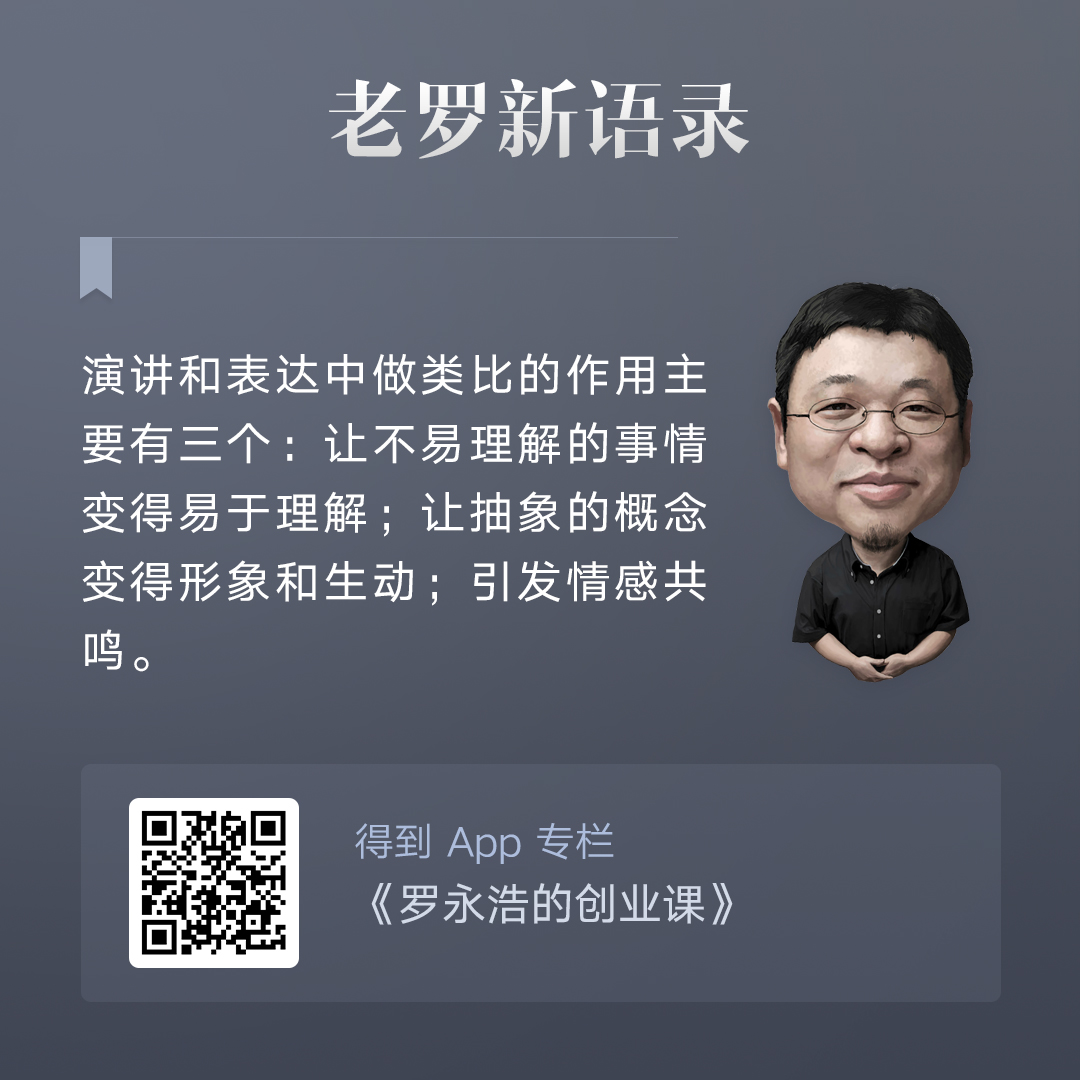 老罗新语录
演讲和表达中做类比的作用主
要有三个：让不易理解的事情
变得易于理解；让抽象的概念
变得形象和生动；引发情感共
鸣。
得到 App 专栏
《罗永浩的创业课》